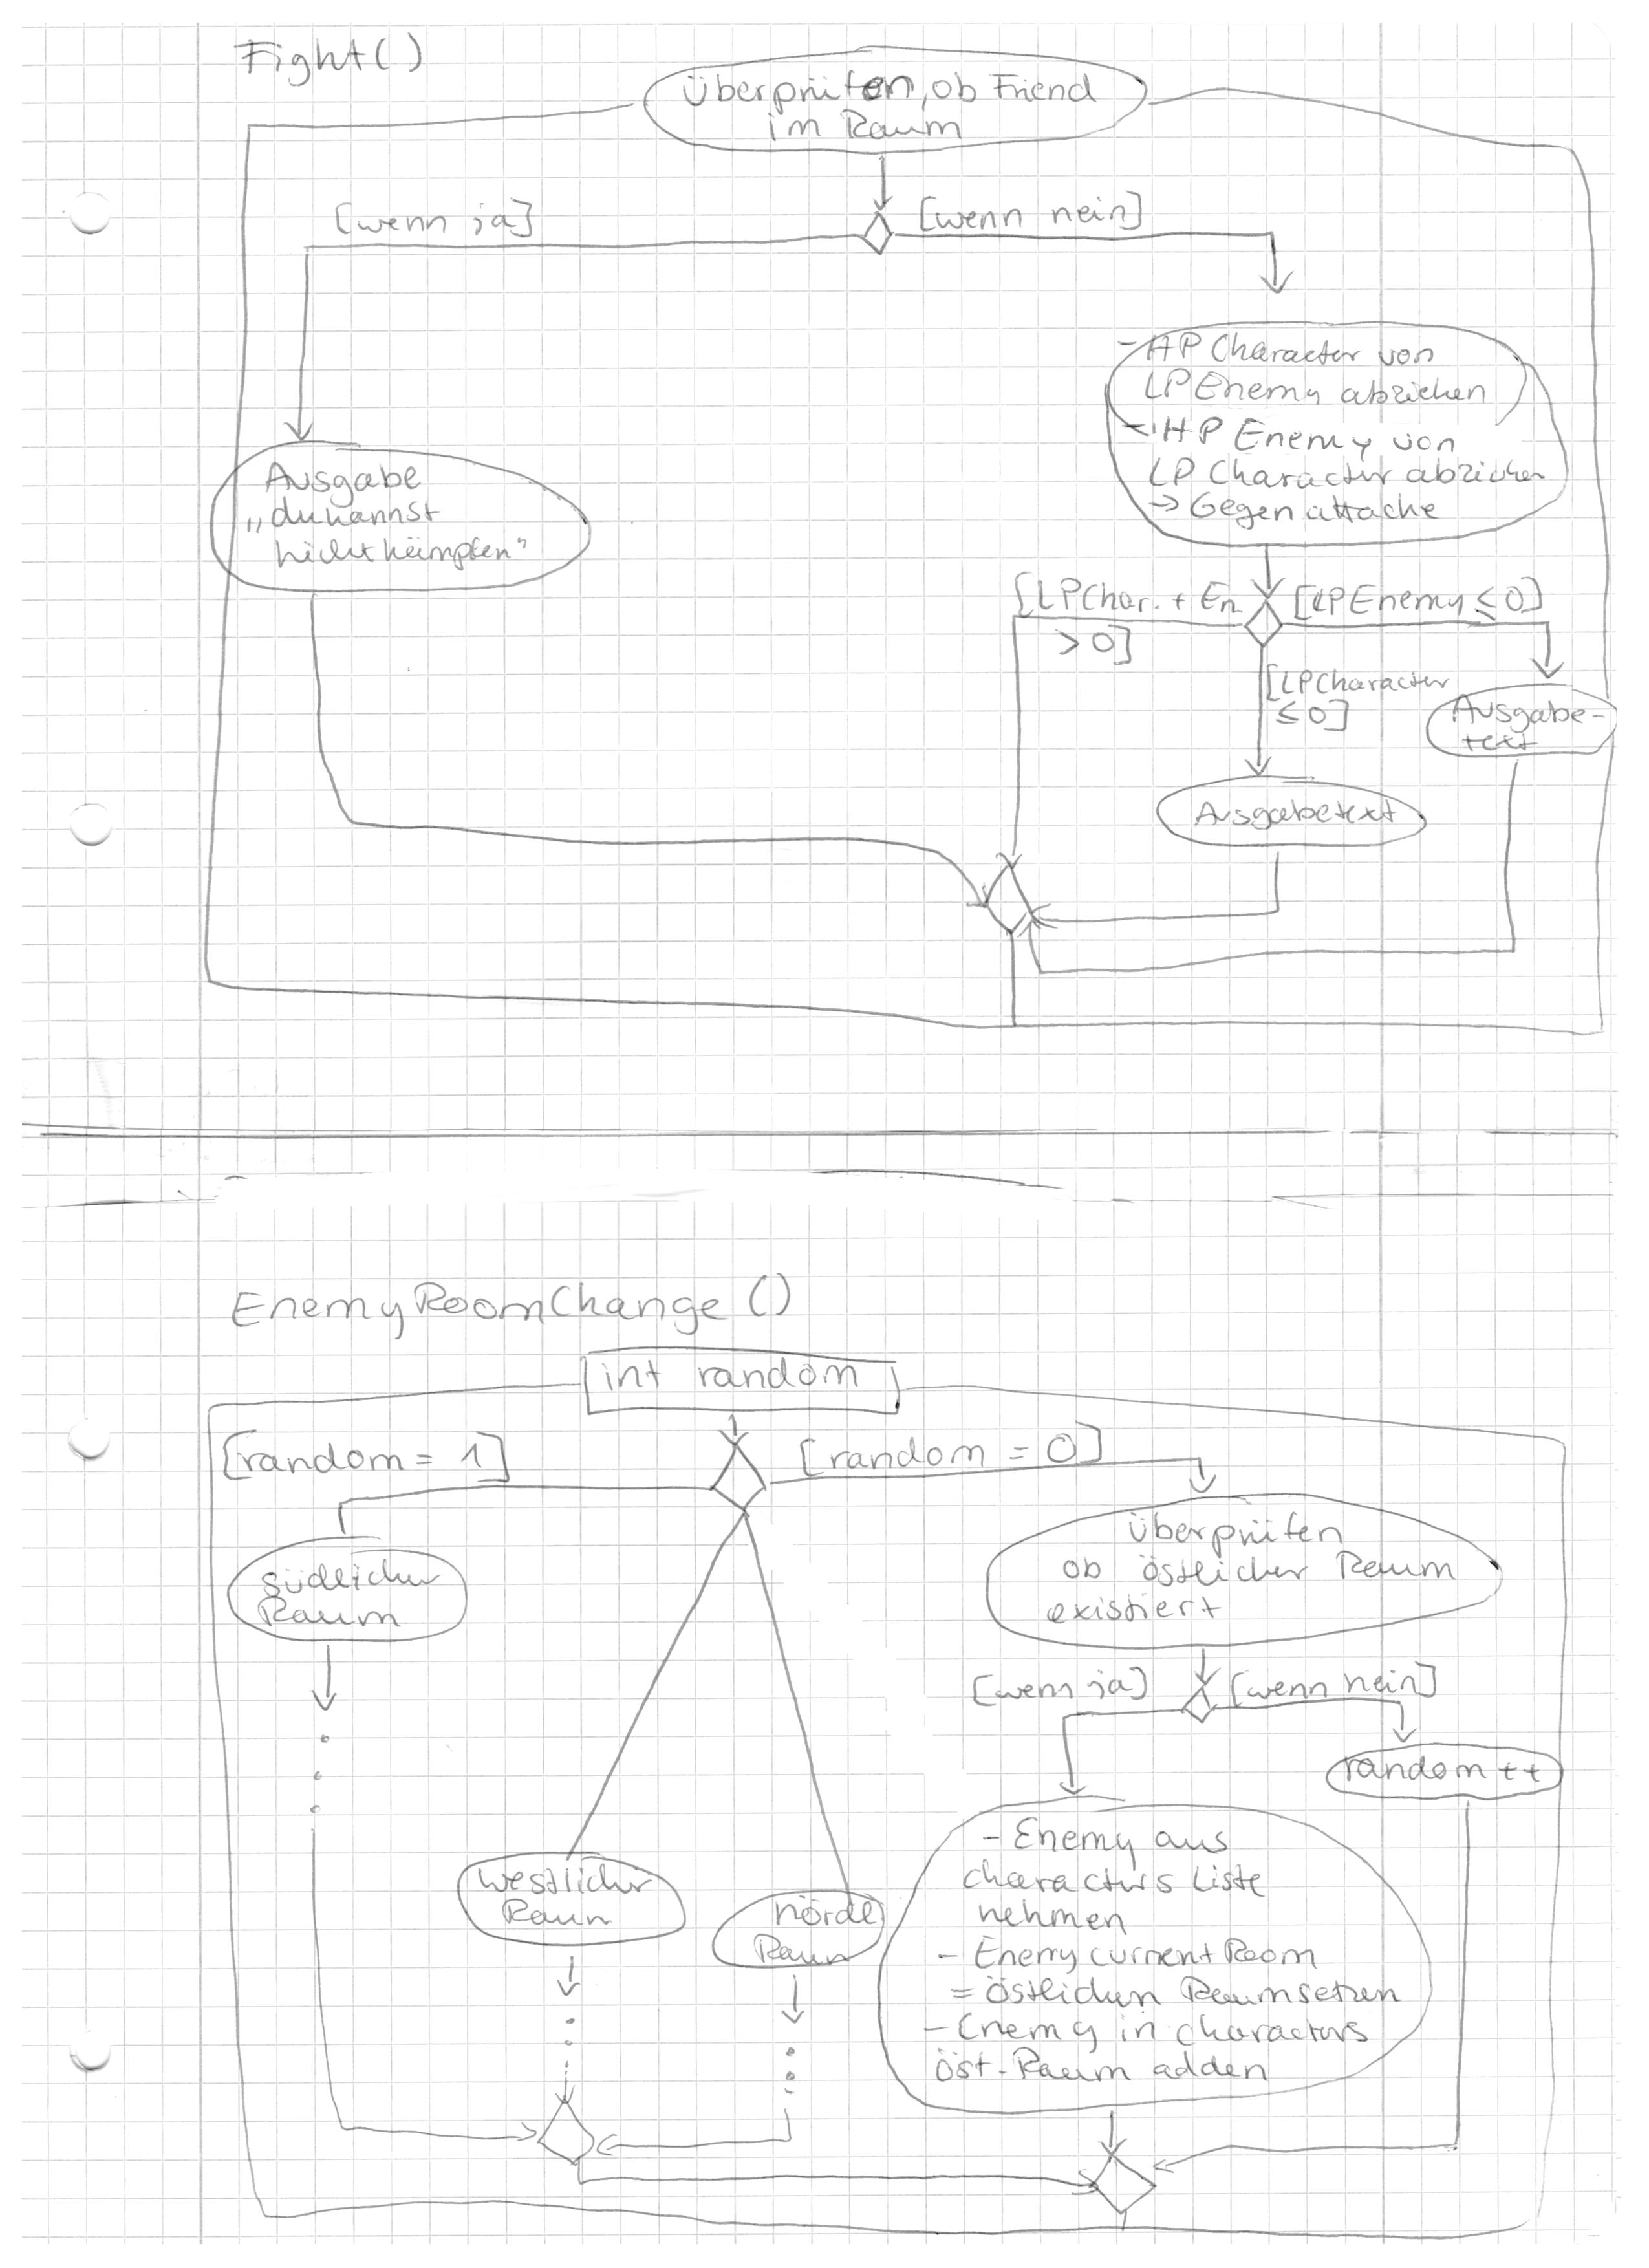 Fight()
Überprüfen, ob Friend
im Raum
[wenn ja]
[wenn nein]
- HP Character von
LP Enemy abziehen
- HP Enemy von
LP Character abziehen
→ Gegenattacke
Ausgabe
„du kannst
nicht kämpfen"
[LPChar. + En.
> 0]
[LPEnemy ≤ 0]
[LPCharacter
≤ 0]
Ausgabe-
text
Ausgabetext
EnemyRoomChange ()
int random
[random = 1]
[random = 0]
südlicher
Raum
Überprüfen
ob östlicher Raum
existiert
[wenn ja]
[wenn nein]
random ++
westlicher
Raum
nördl
Raum
- Enemy aus
characters Liste
nehmen
- Enemy currentRoom
= östlichen Raum setzen
- Enemy in characters
öst. Raum adden